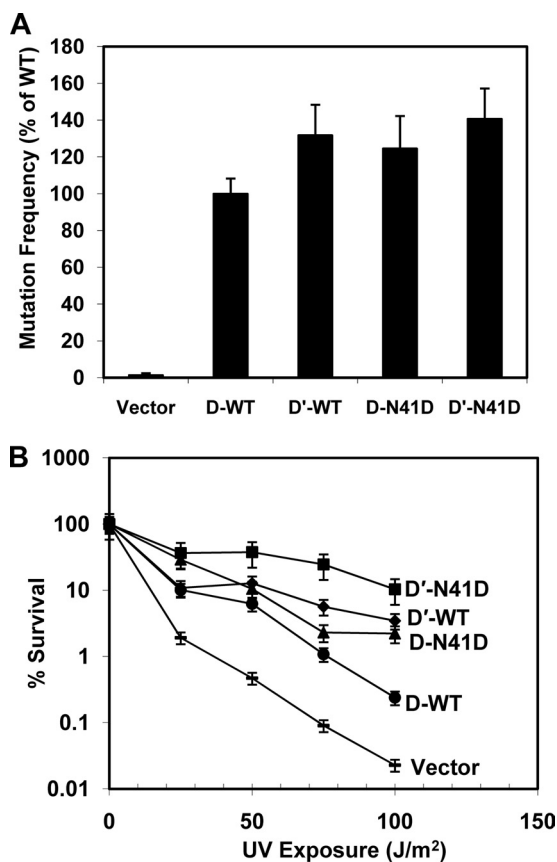 A
Mutation Frequency (% of WT)
180
160
140
120
100
80
60
40
20
0
Vector D-WT D'-WT D-N41D D'-N41D
B
% Survival
1000
100
10
1
0.1
0.01
D′-N41D
D′-WT
D-N41D
D-WT
Vector
0 50 100 150
UV Exposure (J/m²)